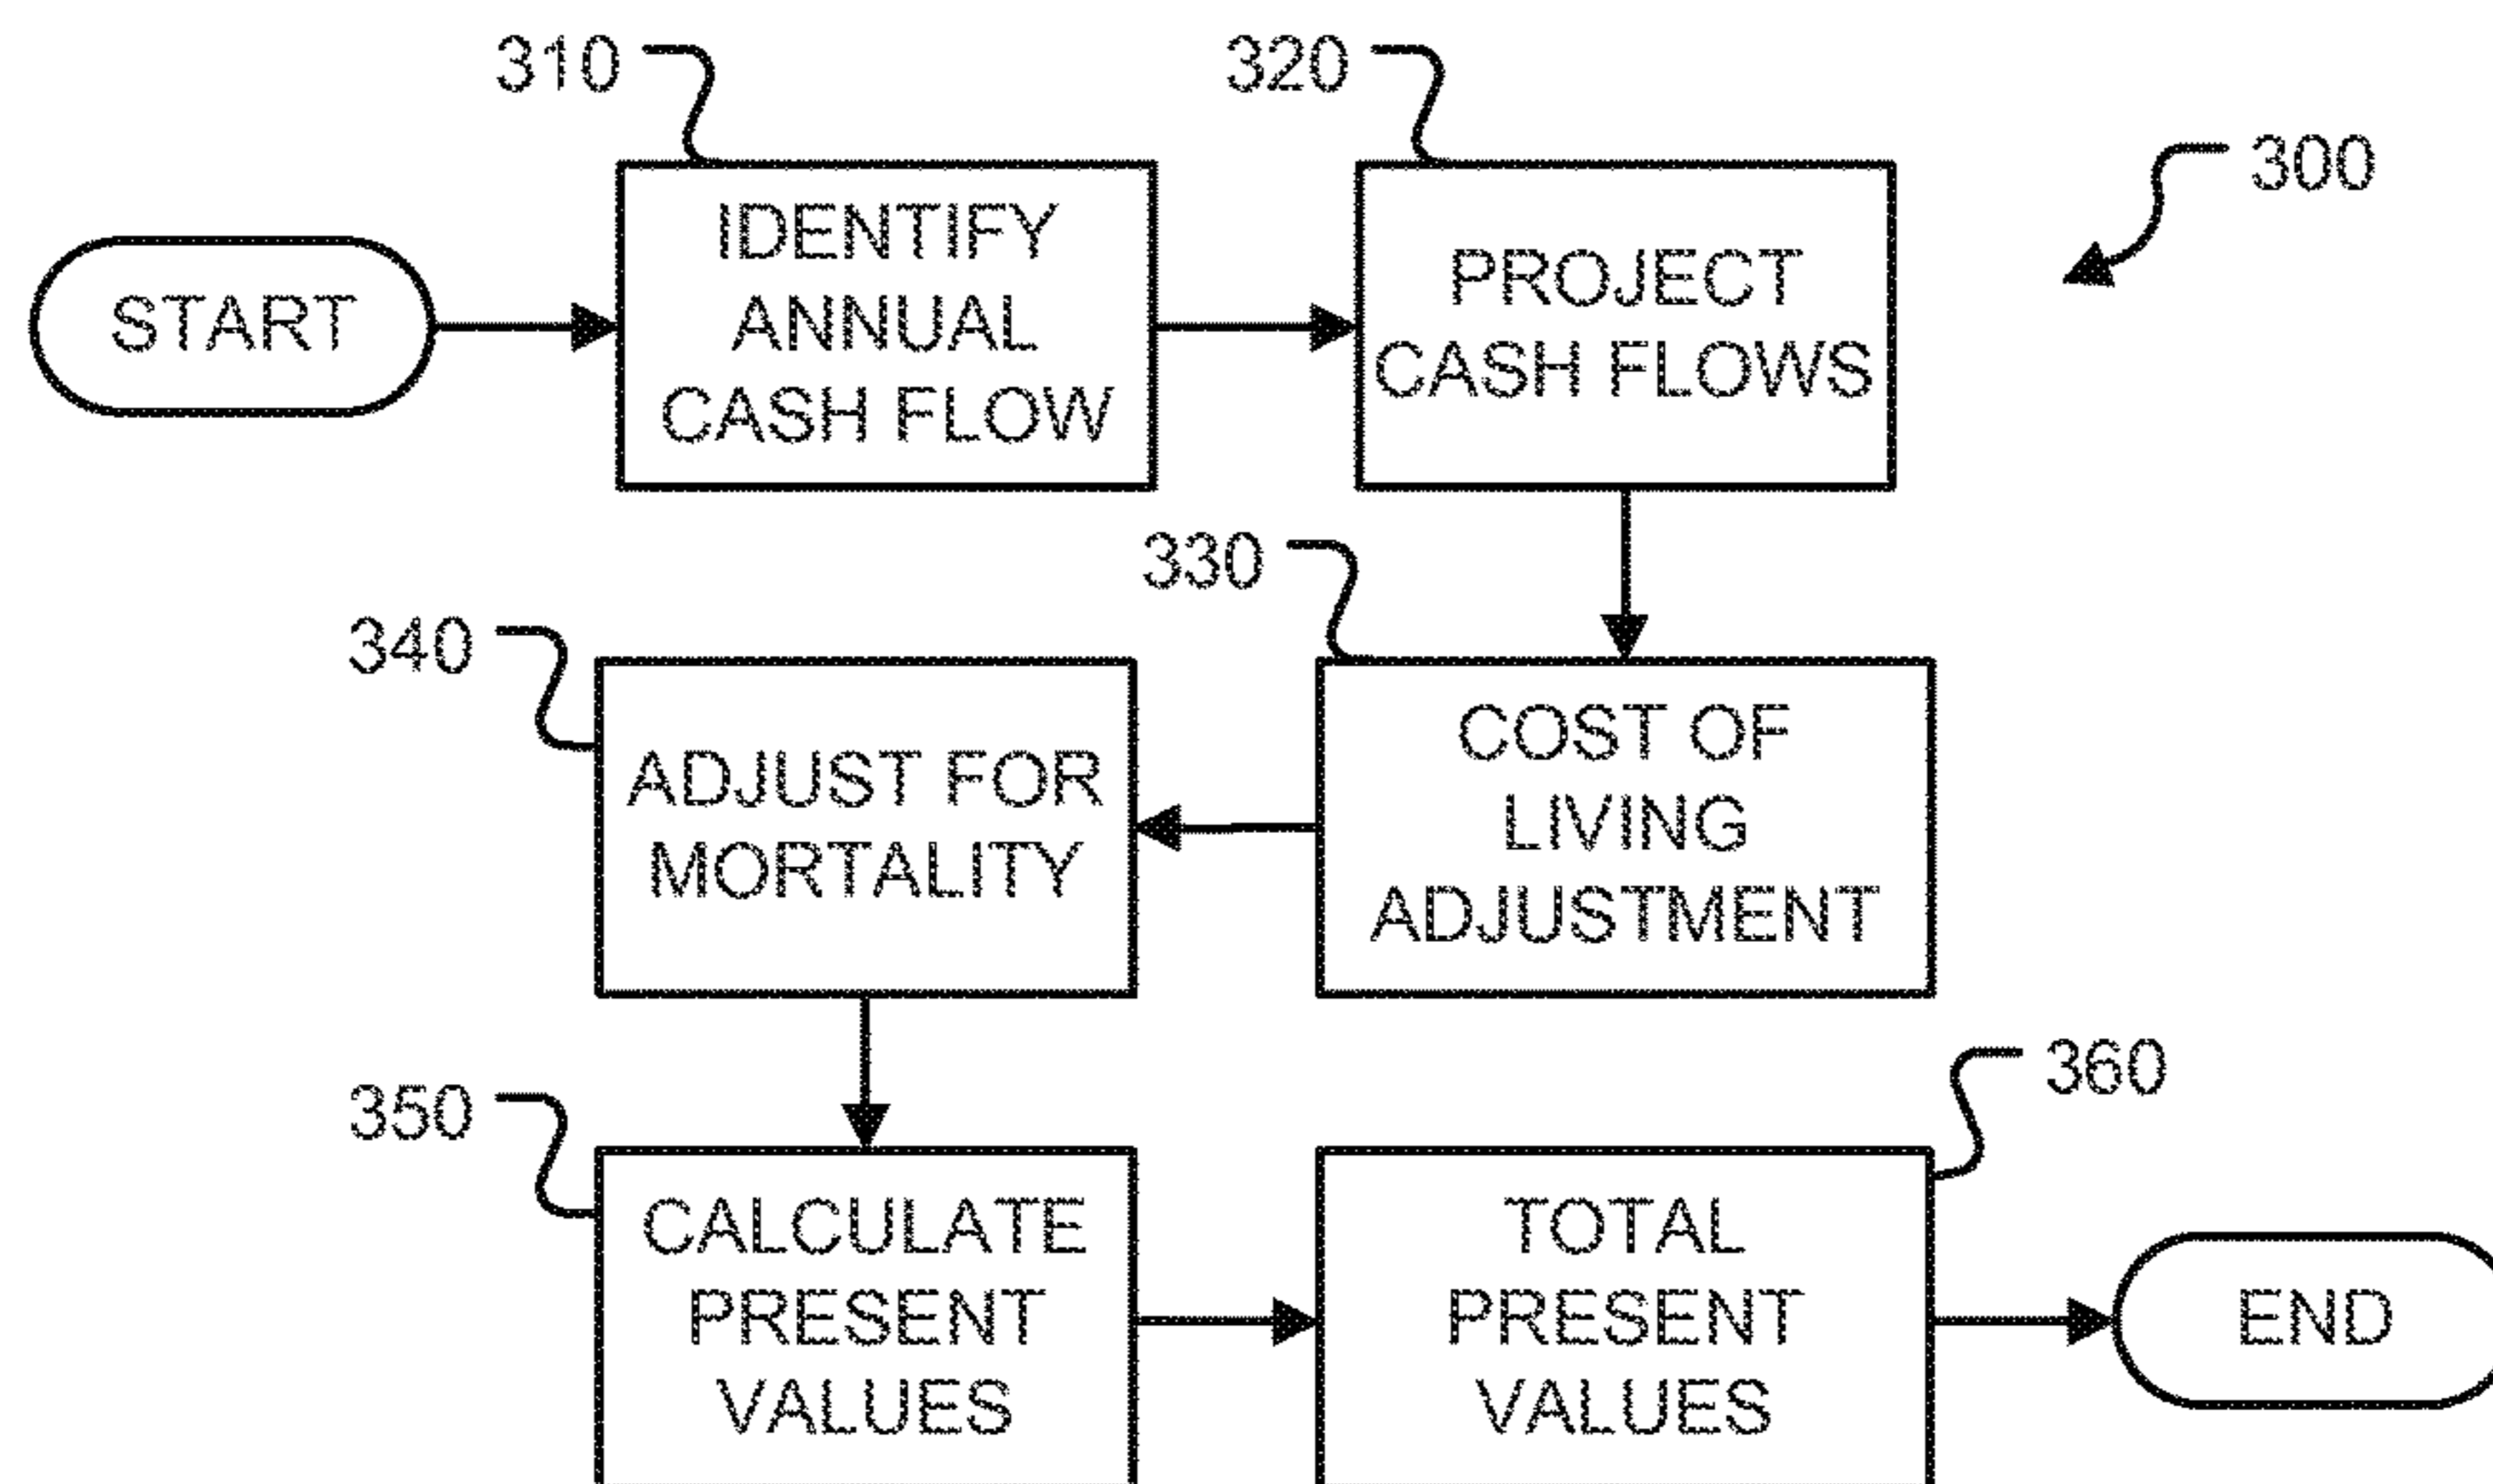 310
320
300
START
IDENTIFY
ANNUAL
CASH FLOW
PROJECT
CASH FLOWS
330
340
COST OF
LIVING
ADJUSTMENT
ADJUST FOR
MORTALITY
350
360
CALCULATE
PRESENT
VALUES
TOTAL
PRESENT
VALUES
END